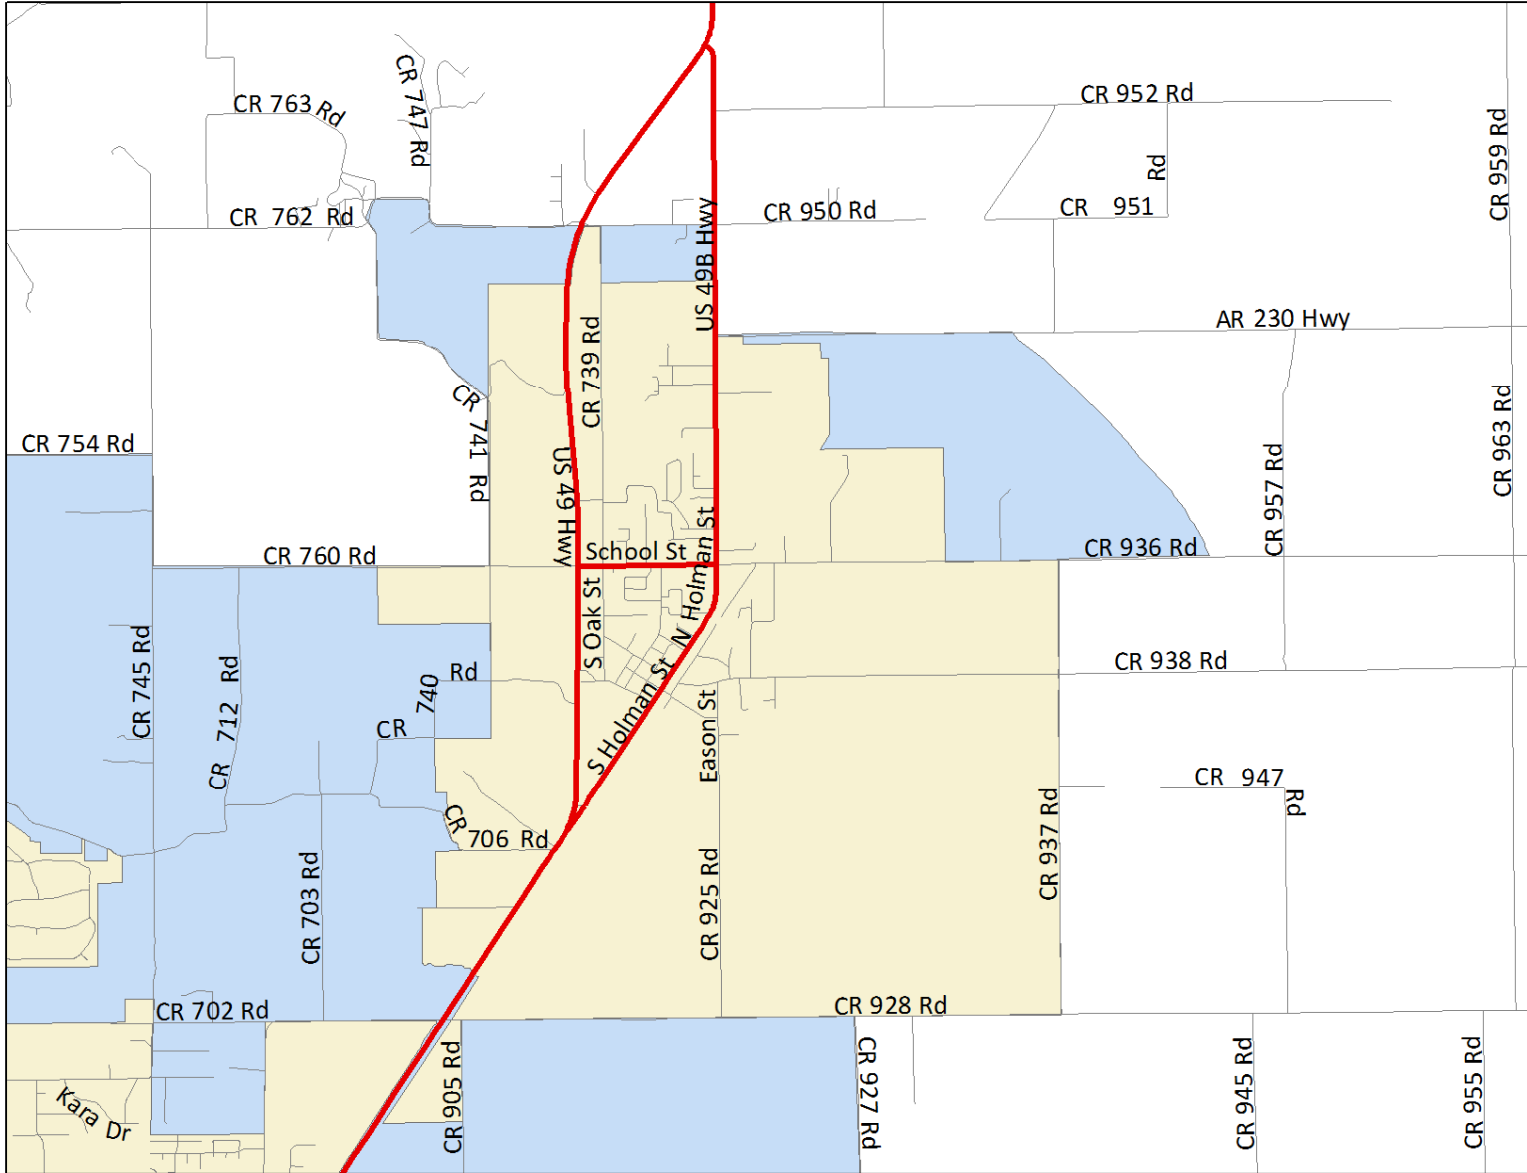 CR 747 Rd
CR 763 Rd
CR 952 Rd
CR 959 Rd
CR 762 Rd
US 49B Hwy
CR 950 Rd
CR 951 Rd
AR 230 Hwy
CR 739 Rd
CR 741 Rd
CR 754 Rd
US 49 Hwy
CR 957 Rd
CR 963 Rd
CR 760 Rd
School St
N Holman St
CR 936 Rd
S Oak St
CR 745 Rd
CR 712 Rd
CR 740 Rd
S Holman St
Eason St
CR 938 Rd
CR 947 Rd
CR 706 Rd
CR 703 Rd
CR 925 Rd
CR 937 Rd
CR 702 Rd
CR 928 Rd
Kara Dr
CR 905 Rd
CR 927 Rd
CR 945 Rd
CR 955 Rd